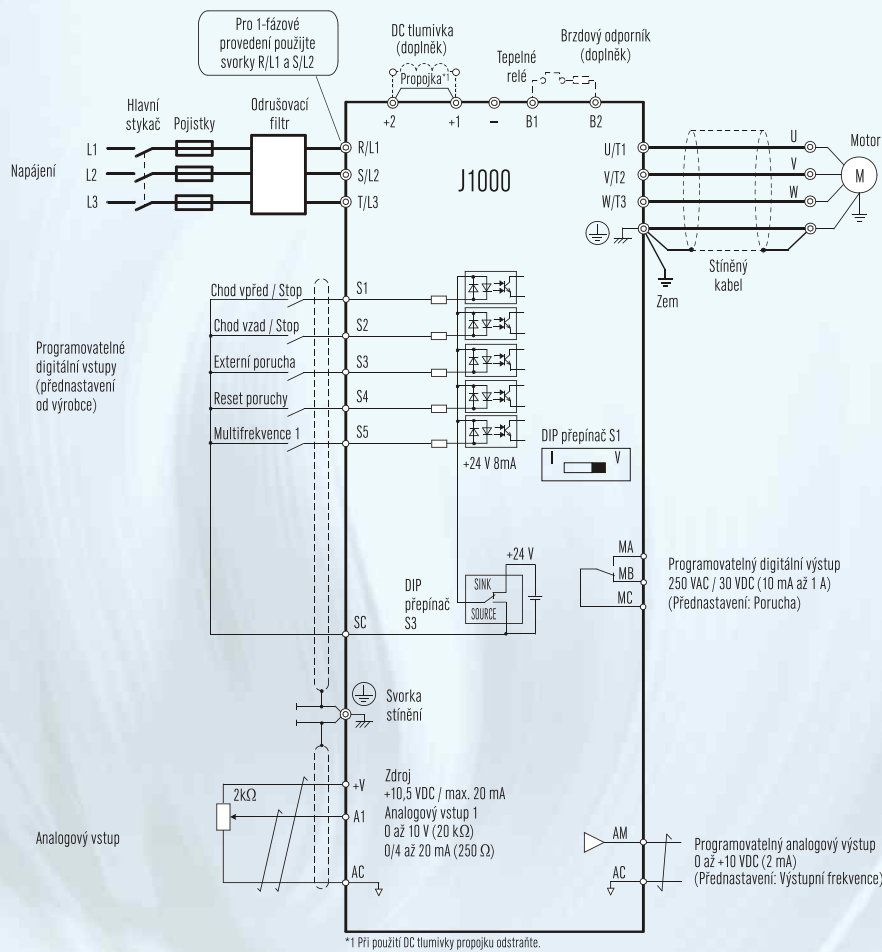 Pro 1-fázové
provedení použijte
svorky R/L1 a S/L2
DC tlumivka
(doplněk)
Propojka*1
Tepelné
relé
Brzdový odporník
(doplněk)
+2
+1
–
B1
B2
Hlavní
stykač
Pojistky
Odrušovací
filtr
Napájení
L1
L2
L3
R/L1
S/L2
T/L3
J1000
U/T1
V/T2
W/T3
U
V
W
Motor
M
Stíněný
kabel
Zem
Programovatelné
digitální vstupy
(přednastavení
od výrobce)
Chod vpřed / Stop
S1
Chod vzad / Stop
S2
Externí porucha
S3
Reset poruchy
S4
Multifrekvence 1
S5
+24 V 8mA
DIP přepínač S1
I
V
+24 V
DIP
přepínač
S3
SINK
SOURCE
SC
MA
MB
MC
Programovatelný digitální výstup
250 VAC / 30 VDC (10 mA až 1 A)
(Přednastavení: Porucha)
Svorka
stínění
Analogový vstup
2kΩ
+V
A1
AC
Zdroj
+10,5 VDC / max. 20 mA
Analogový vstup 1
0 až 10 V (20 kΩ)
0/4 až 20 mA (250 Ω)
AM
AC
Programovatelný analogový výstup
0 až +10 VDC (2 mA)
(Přednastavení: Výstupní frekvence)
*1 Při použití DC tlumivky propojku odstraňte.